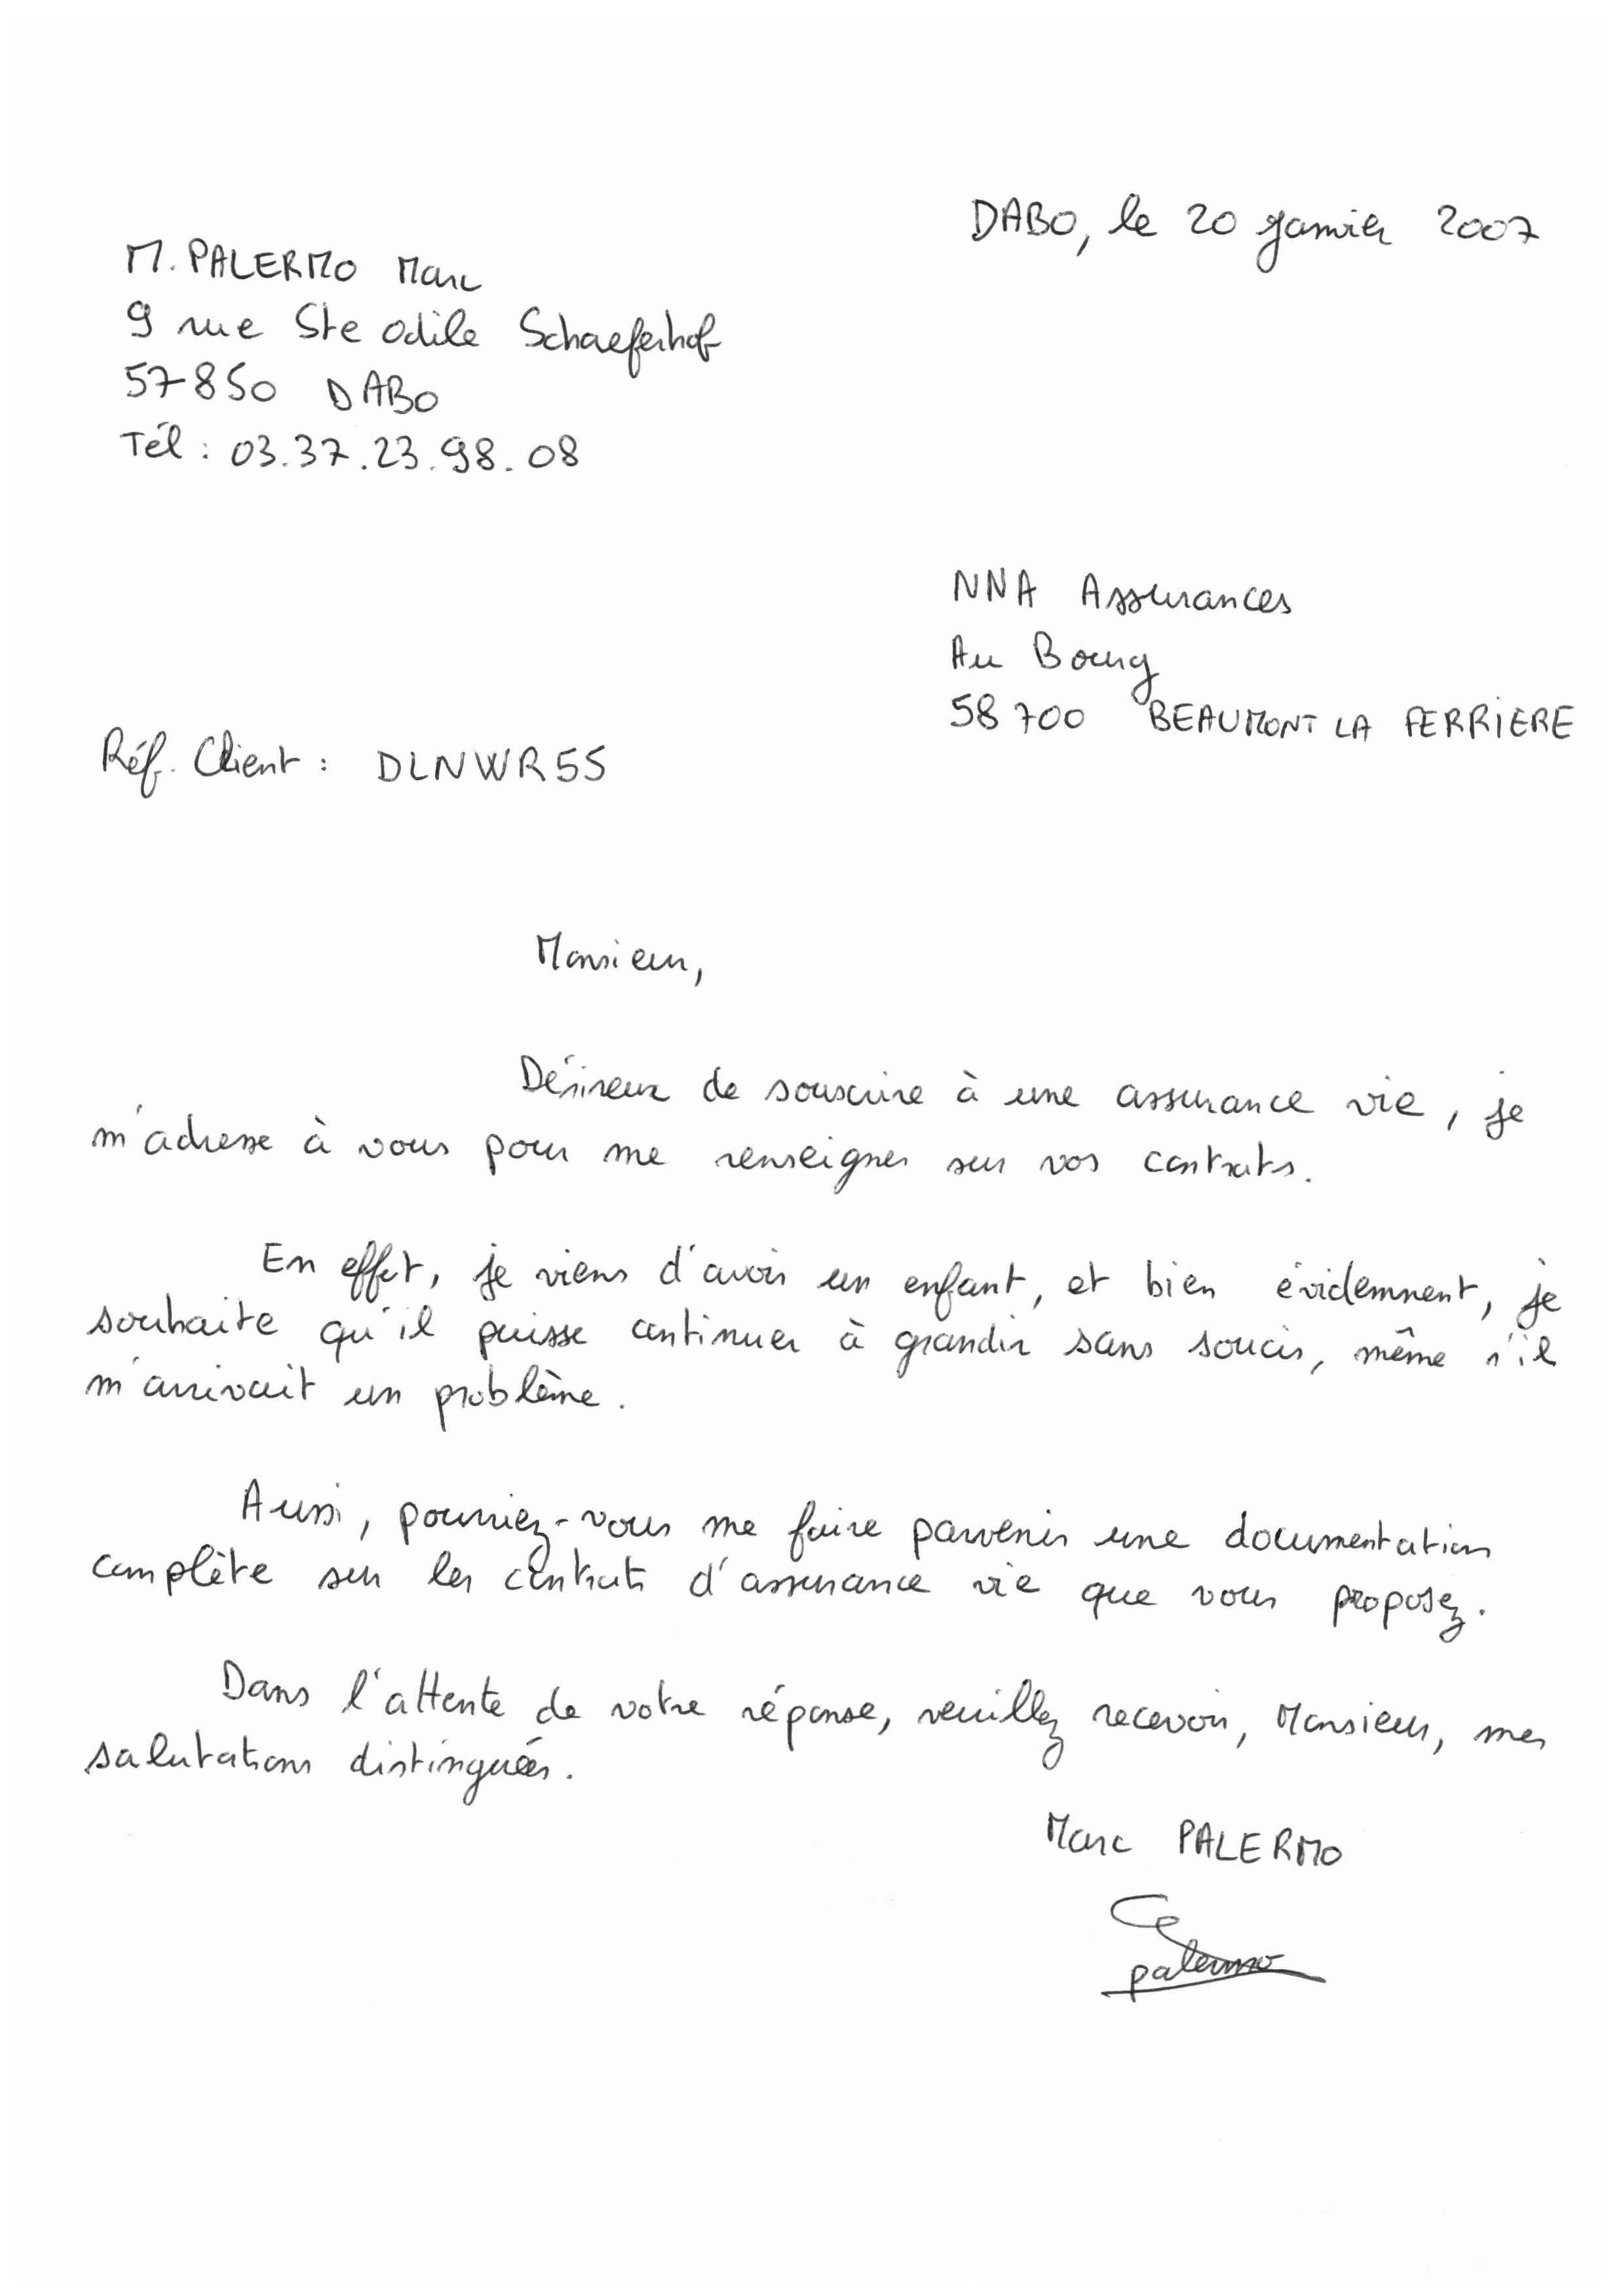 DABO, le 20 janvier 2007
M. PALERMO Marc
9 rue Ste Odile Schaeferhof
57850 DABO
Tél : 03.37.23.98.08
NNA Assurances
Au Bourg
58700 BEAUMONT LA FERRIERE
Réf. Client : DLNWR55
Monsieur,
Désireux de souscrire à une assurance vie, je
m'adresse à vous pour me renseigner sur vos contrats.
En effet, je viens d'avoir un enfant, et bien évidemment, je
souhaite qu'il puisse continuer à grandir sans soucis, même s'il
m'arrivait un problème.
Aussi, pourriez-vous me faire parvenir une documentation
complète sur les contrats d'assurance vie que vous proposez.
Dans l'attente de votre réponse, veuillez recevoir, Monsieur, mes
salutations distinguées.
Marc PALERMO
palermo